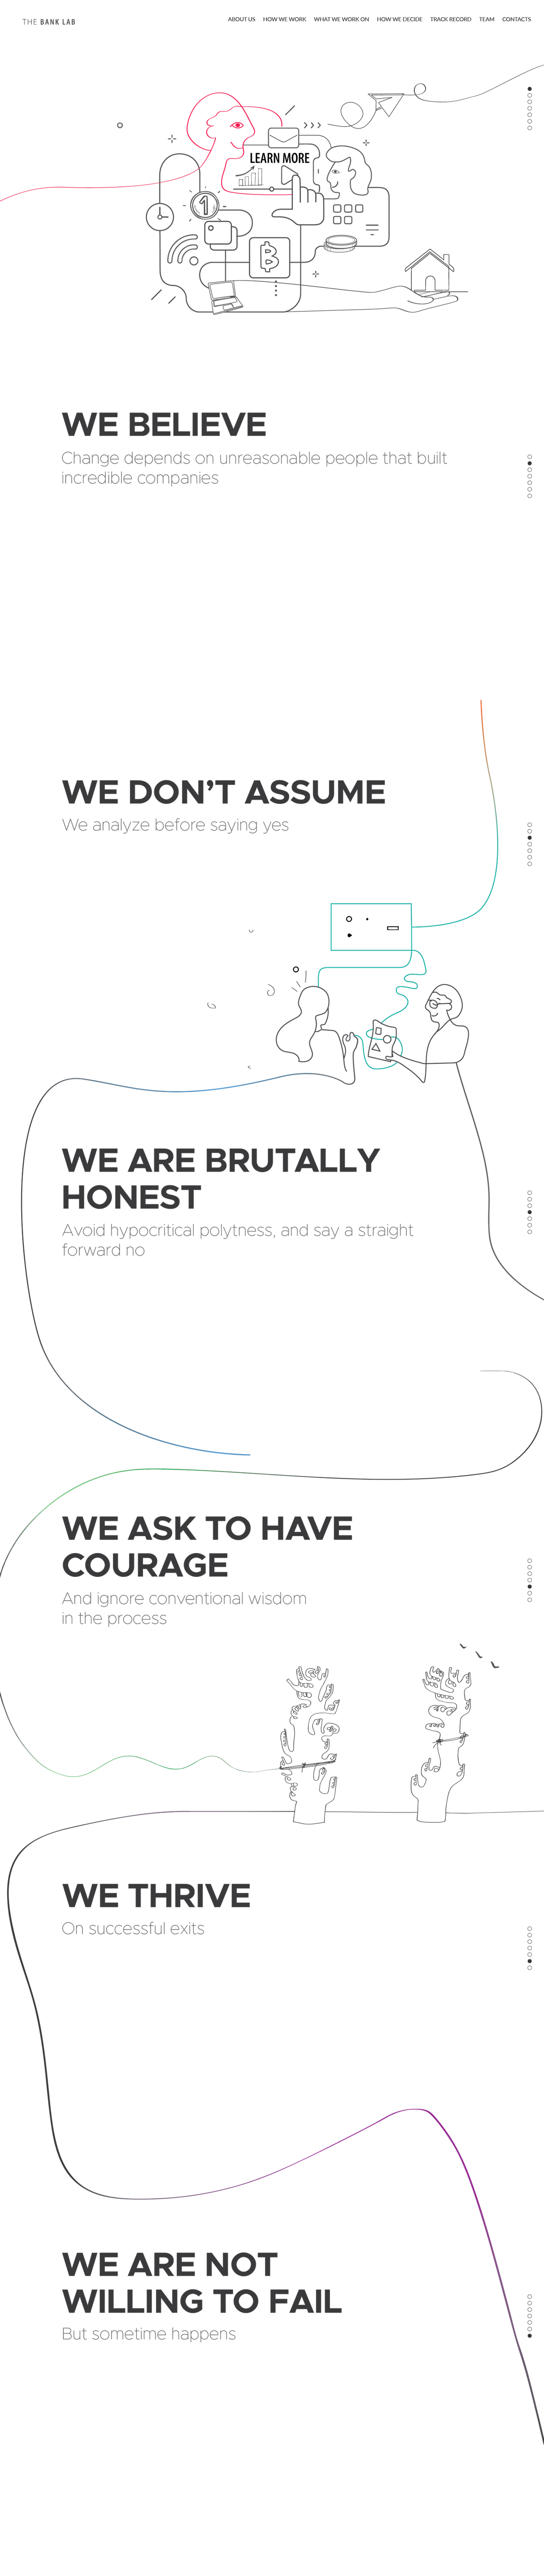 THE BANK LAB
ABOUT US HOW WE WORK WHAT WE WORK ON HOW WE DECIDE TRACK RECORD TEAM CONTACTS
LEARN MORE
1
WE BELIEVE
Change depends on unreasonable people that built
incredible companies
WE DON’T ASSUME
We analyze before saying yes
WE ARE BRUTALLY
HONEST
Avoid hypocritical polytness, and say a straight
forward no
WE ASK TO HAVE
COURAGE
And ignore conventional wisdom
in the process
WE THRIVE
On successful exits
WE ARE NOT
WILLING TO FAIL
But sometime happens